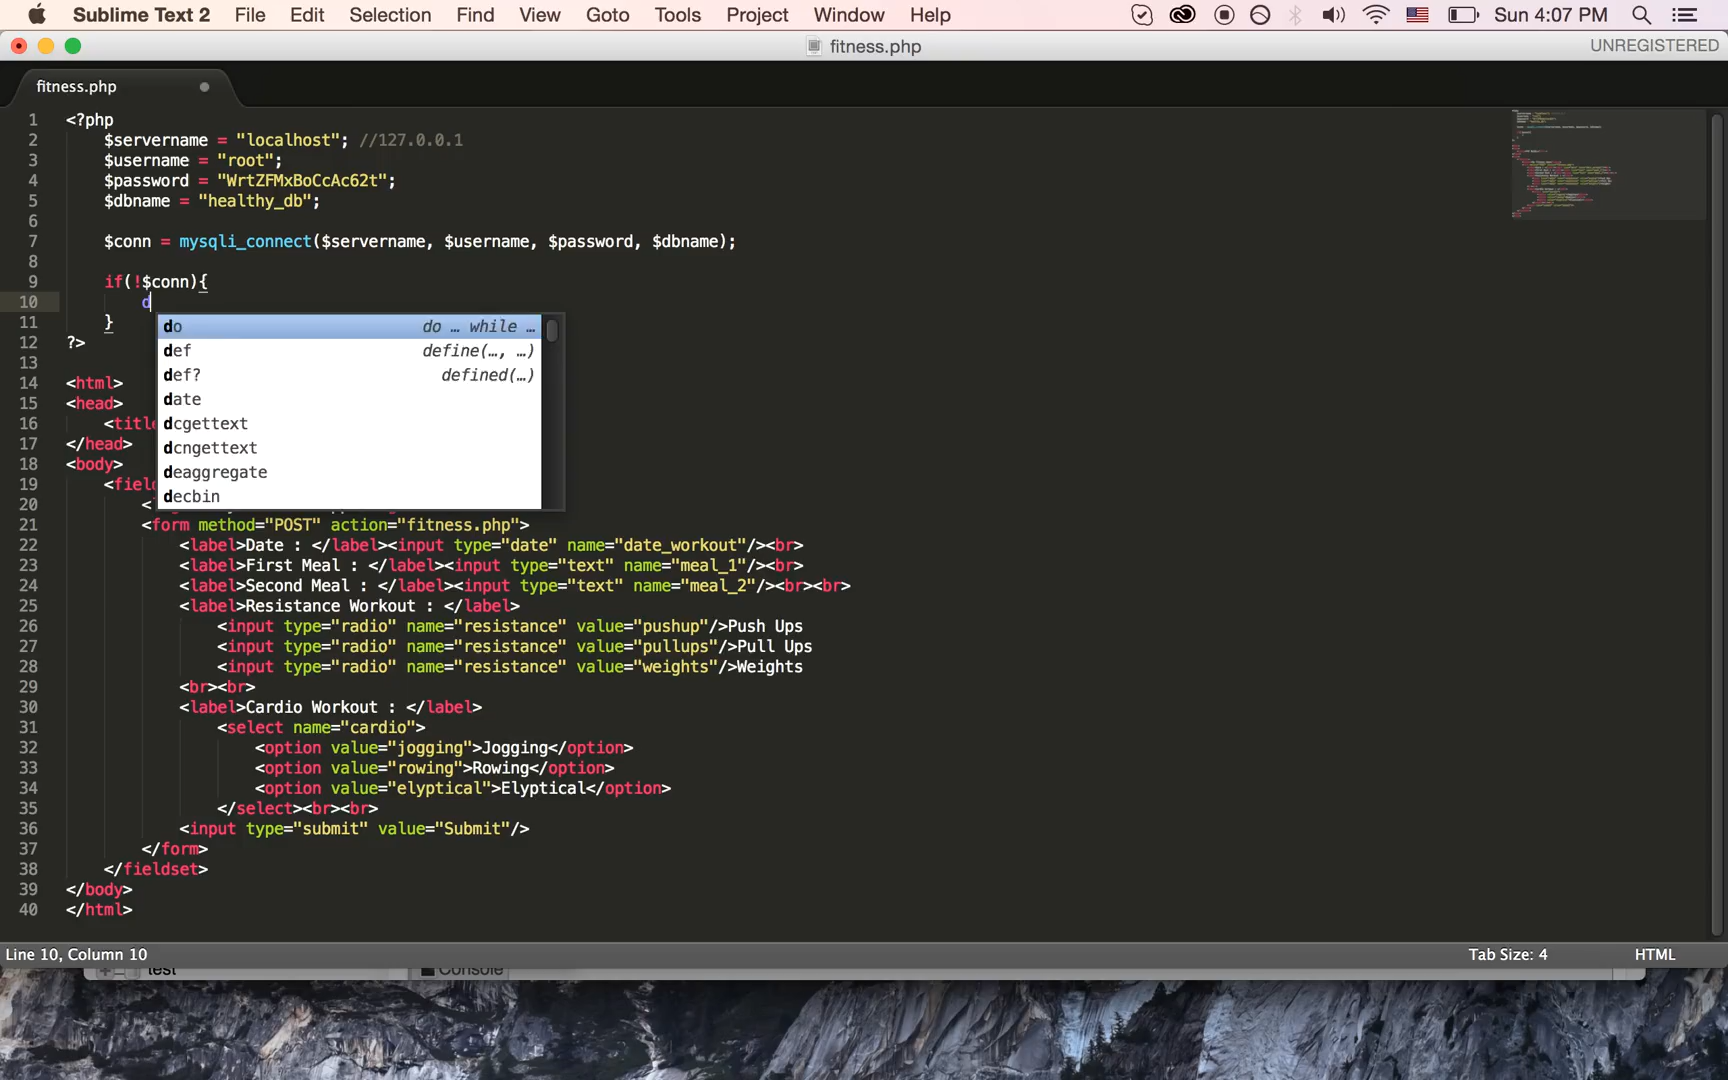 Sublime Text 2 File Edit Selection Find View Goto Tools Project Window Help Sun 4:07 PM
fitness.php UNREGISTERED
fitness.php
1 <?php
2 $servername = "localhost"; //127.0.0.1
3 $username = "root";
4 $password = "WrtZFMxBoCcAc62t";
5 $dbname = "healthy_db";
6
7 $conn = mysqli_connect($servername, $username, $password, $dbname);
8
9 if(!$conn){
10 d
11 }
do do … while …
12 ?>
def define(…, …)
13
def? defined(…)
14 <html>
15 <head>
date
16 <titl
dcgettext
17 </head>
dcngettext
18 <body>
deaggregate
19 <fiel
decbin
20 <
21 <form method="POST" action="fitness.php">
22 <label>Date : </label><input type="date" name="date_workout"/><br>
23 <label>First Meal : </label><input type="text" name="meal_1"/><br>
24 <label>Second Meal : </label><input type="text" name="meal_2"/><br><br>
25 <label>Resistance Workout : </label>
26 <input type="radio" name="resistance" value="pushup"/>Push Ups
27 <input type="radio" name="resistance" value="pullups"/>Pull Ups
28 <input type="radio" name="resistance" value="weights"/>Weights
29 <br><br>
30 <label>Cardio Workout : </label>
31 <select name="cardio">
32 <option value="jogging">Jogging</option>
33 <option value="rowing">Rowing</option>
34 <option value="elyptical">Elyptical</option>
35 </select><br><br>
36 <input type="submit" value="Submit"/>
37 </form>
38 </fieldset>
39 </body>
40 </html>
Line 10, Column 10 Tab Size: 4 HTML
test Console